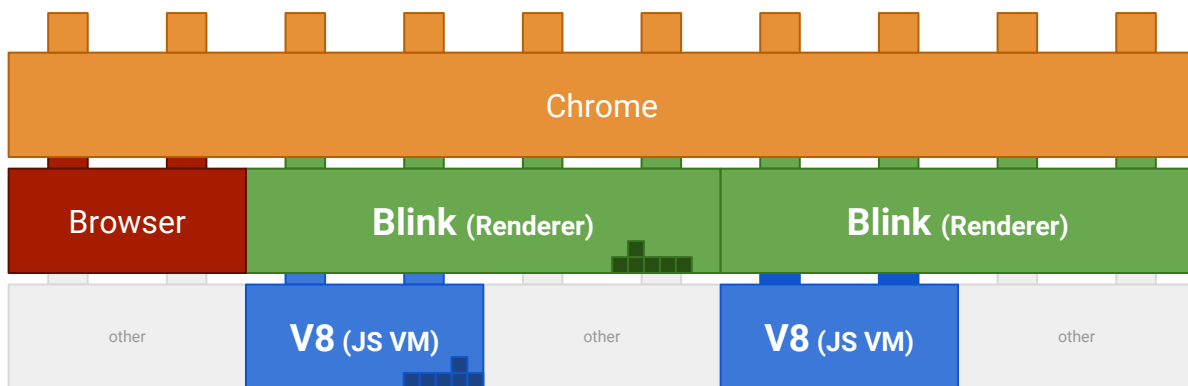 Chrome
Browser
Blink (Renderer)
Blink (Renderer)
other
V8 (JS VM)
other
V8 (JS VM)
other